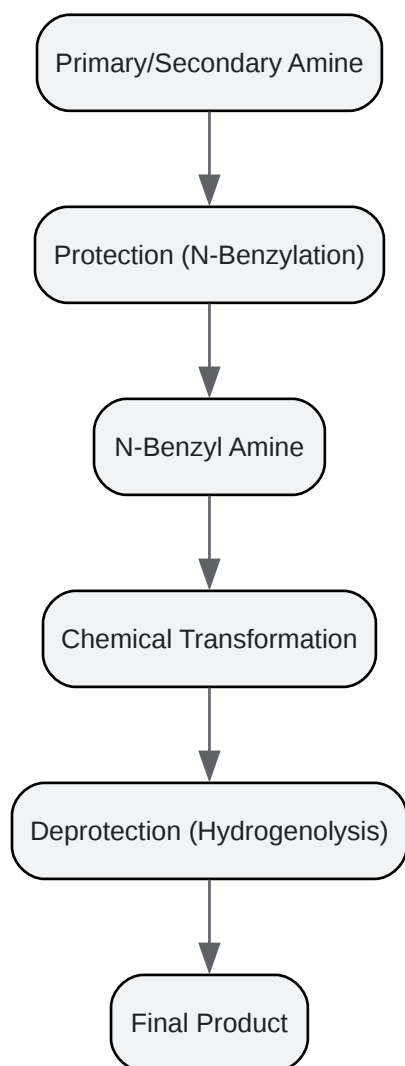 Primary/Secondary Amine
Protection (N-Benzylation)
N-Benzyl Amine
Chemical Transformation
Deprotection (Hydrogenolysis)
Final Product